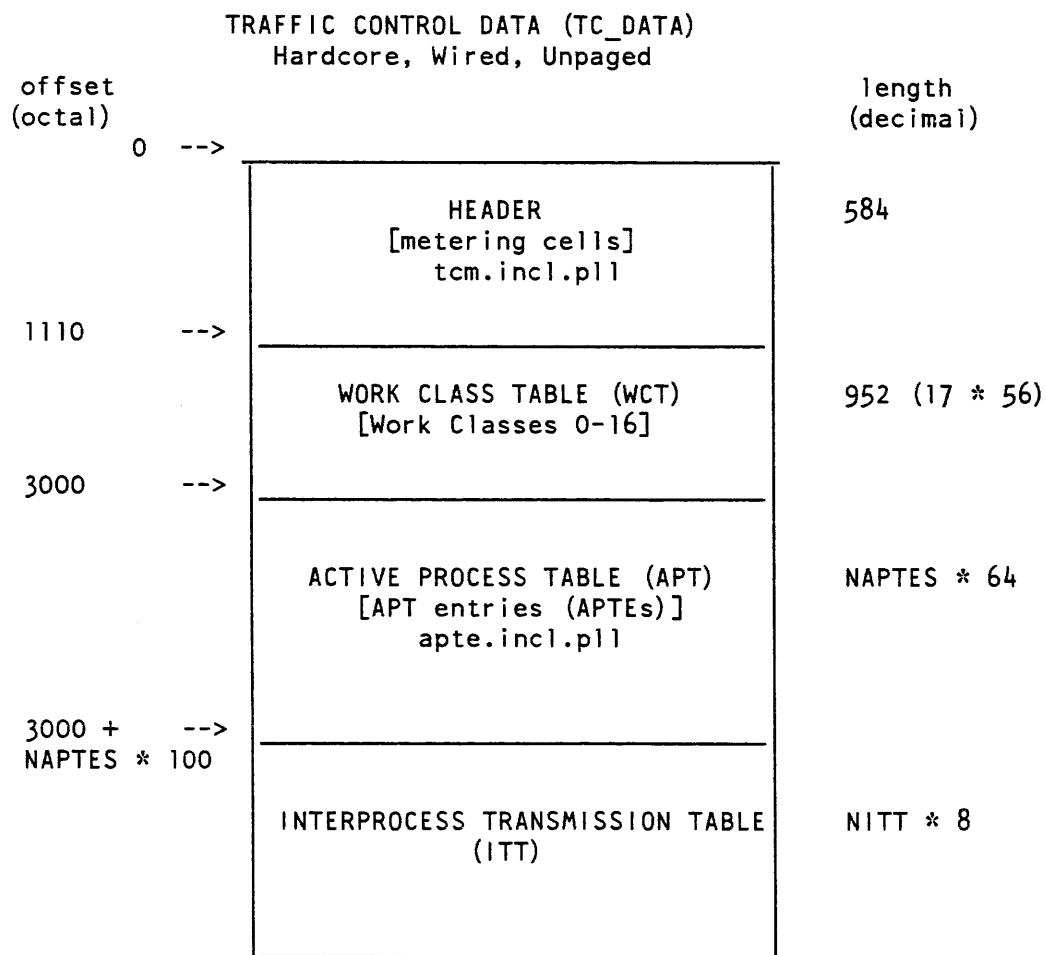 TRAFFIC CONTROL DATA (TC_DATA)
Hardcore, Wired, Unpaged
offset length
(octal) (decimal)
0 -->
HEADER 584
[metering cells]
tcm.incl.pl1
1110 -->
WORK CLASS TABLE (WCT) 952 (17 * 56)
[Work Classes 0-16]
3000 -->
ACTIVE PROCESS TABLE (APT) NAPTES * 64
[APT entries (APTEs)]
apte.incl.pl1
3000 + -->
NAPTES * 100
INTERPROCESS TRANSMISSION TABLE NITT * 8
(ITT)